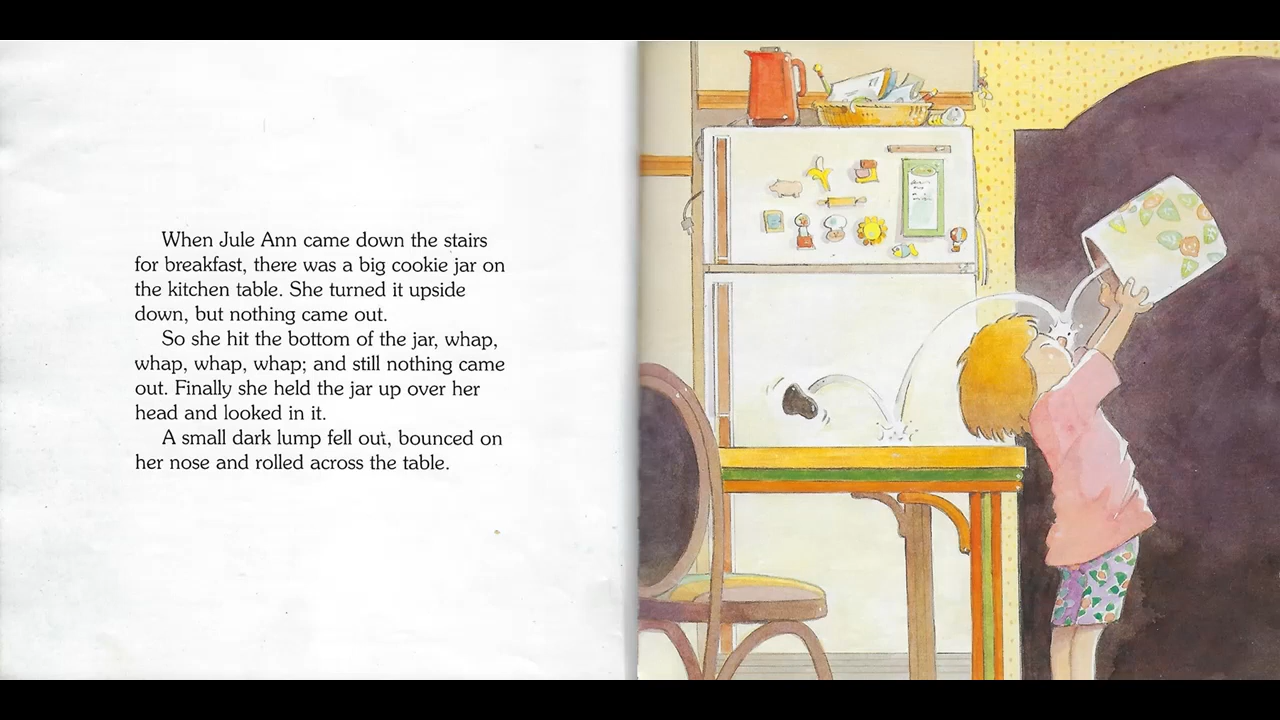 When Jule Ann came down the stairs
for breakfast, there was a big cookie jar on
the kitchen table. She turned it upside
down, but nothing came out.
So she hit the bottom of the jar, whap,
whap, whap, whap; and still nothing came
out. Finally she held the jar up over her
head and looked in it.
A small dark lump fell out, bounced on
her nose and rolled across the table.